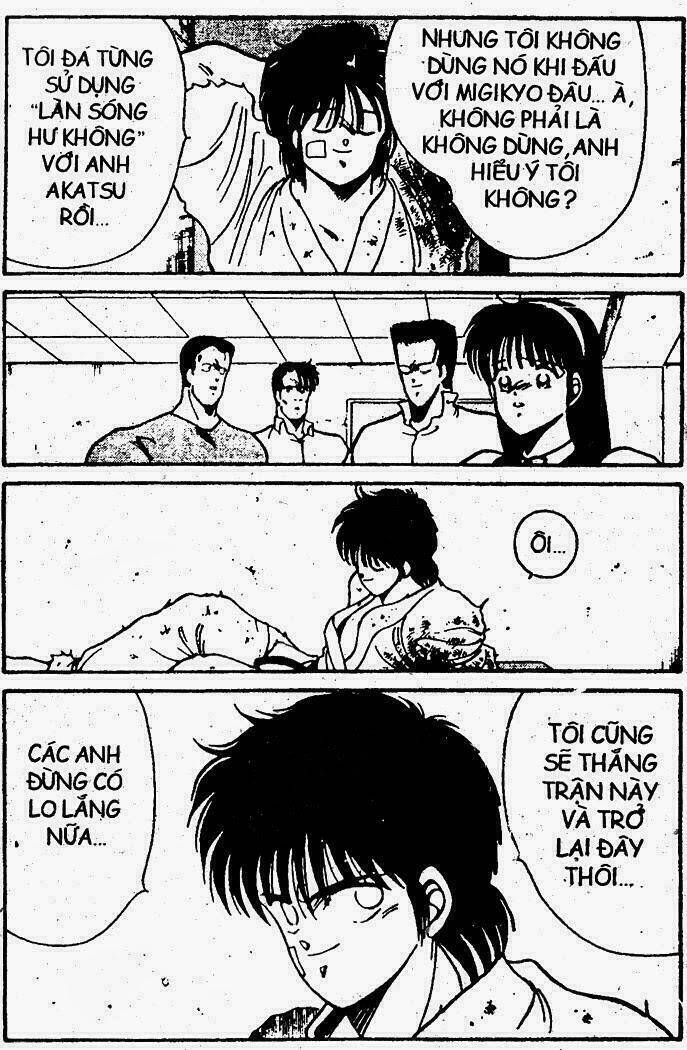 TÔI ĐÁ TỪNG
SỬ DỤNG
“LÀN SÓNG
HƯ KHÔNG”
VỚI ANH
AKATSU
RỒI...
NHƯNG TÔI KHÔNG
DÙNG NÓ KHI ĐẤU
VỚI MIGIKYO ĐÂU... À,
KHÔNG PHẢI LÀ
KHÔNG DÙNG, ANH
HIỂU Ý TÔI
KHÔNG?
ÔI...
CÁC ANH
ĐỪNG CÓ
LO LẮNG
NỮA...
TÔI CŨNG
SẼ THẮNG
TRẬN NÀY
VÀ TRỞ
LẠI ĐÂY
THÔI...